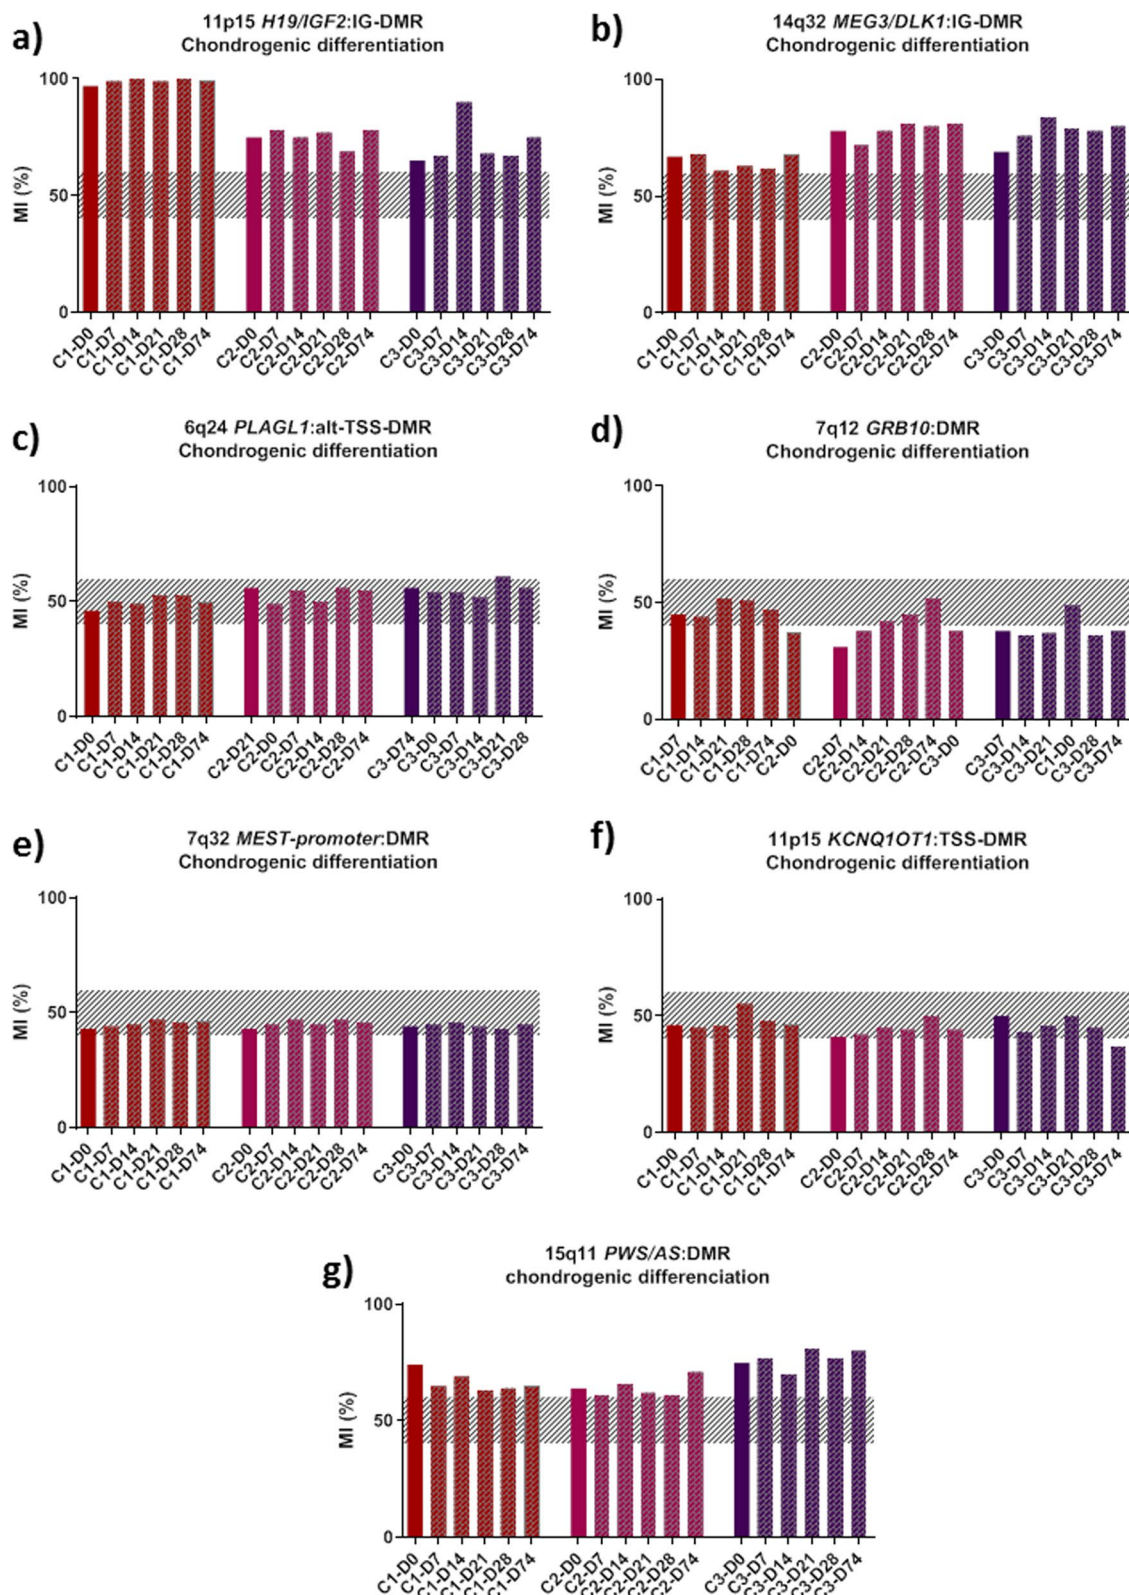 a)
11p15 H19/IGF2:IG-DMR
Chondrogenic differentiation
MI (%)
100
50
0
C1-D0
C1-D7
C1-D14
C1-D21
C1-D28
C1-D74
C2-D0
C2-D7
C2-D14
C2-D21
C2-D28
C2-D74
C3-D0
C3-D7
C3-D14
C3-D21
C3-D28
C3-D74
b)
14q32 MEG3/DLK1:IG-DMR
Chondrogenic differentiation
MI (%)
100
50
0
C1-D0
C1-D7
C1-D14
C1-D21
C1-D28
C1-D74
C2-D0
C2-D7
C2-D14
C2-D21
C2-D28
C2-D74
C3-D0
C3-D7
C3-D14
C3-D21
C3-D28
C3-D74
c)
6q24 PLAGL1:alt-TSS-DMR
Chondrogenic differentiation
MI (%)
100
50
0
C1-D0
C1-D7
C1-D14
C1-D21
C1-D28
C1-D74
C2-D21
C2-D0
C2-D7
C2-D14
C2-D28
C2-D74
C3-D74
C3-D0
C3-D7
C3-D14
C3-D21
C3-D28
d)
7q12 GRB10:DMR
Chondrogenic differentiation
MI (%)
100
50
0
C1-D7
C1-D14
C1-D21
C1-D28
C1-D74
C2-D0
C2-D7
C2-D14
C2-D21
C2-D28
C2-D74
C3-D0
C3-D7
C3-D14
C3-D21
C1-D0
C3-D28
C3-D74
e)
7q32 MEST-promoter:DMR
Chondrogenic differentiation
MI (%)
100
50
0
C1-D0
C1-D7
C1-D14
C1-D21
C1-D28
C1-D74
C2-D0
C2-D7
C2-D14
C2-D21
C2-D28
C2-D74
C3-D0
C3-D7
C3-D14
C3-D21
C3-D28
C3-D74
f)
11p15 KCNQ1OT1:TSS-DMR
Chondrogenic differentiation
MI (%)
100
50
0
C1-D0
C1-D7
C1-D14
C1-D21
C1-D28
C1-D74
C2-D0
C2-D7
C2-D14
C2-D21
C2-D28
C2-D74
C3-D0
C3-D7
C3-D14
C3-D21
C3-D28
C3-D74
g)
15q11 PWS/AS:DMR
chondrogenic differenciation
MI (%)
100
50
0
C1-D0
C1-D7
C1-D14
C1-D21
C1-D28
C1-D74
C2-D0
C2-D7
C2-D14
C2-D21
C2-D28
C2-D74
C3-D0
C3-D7
C3-D14
C3-D21
C3-D28
C3-D74